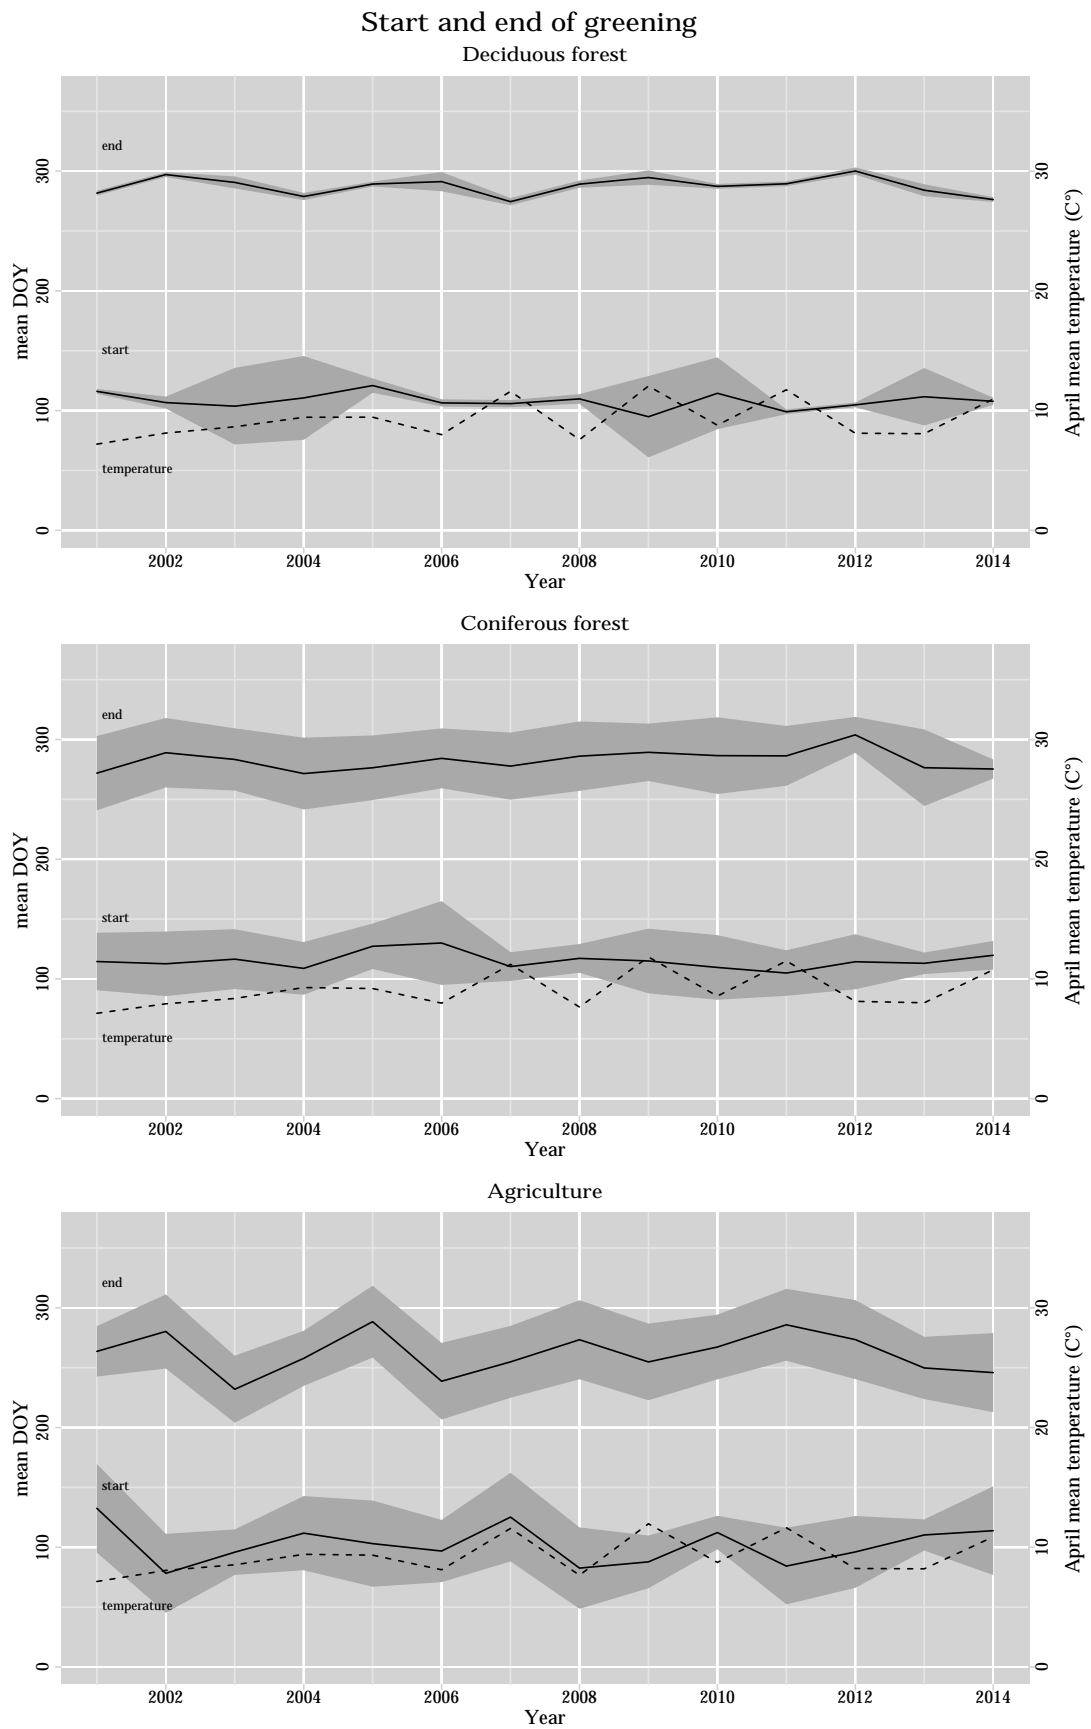 Start and end of greening
Deciduous forest
mean DOY
0
100
200
300
end
start
temperature
0
10
20
30
April mean temperature (C°)
2002 2004 2006 2008 2010 2012 2014
Year
Coniferous forest
mean DOY
0
100
200
300
end
start
temperature
0
10
20
30
April mean temperature (C°)
2002 2004 2006 2008 2010 2012 2014
Year
Agriculture
mean DOY
0
100
200
300
end
start
temperature
0
10
20
30
April mean temperature (C°)
2002 2004 2006 2008 2010 2012 2014
Year